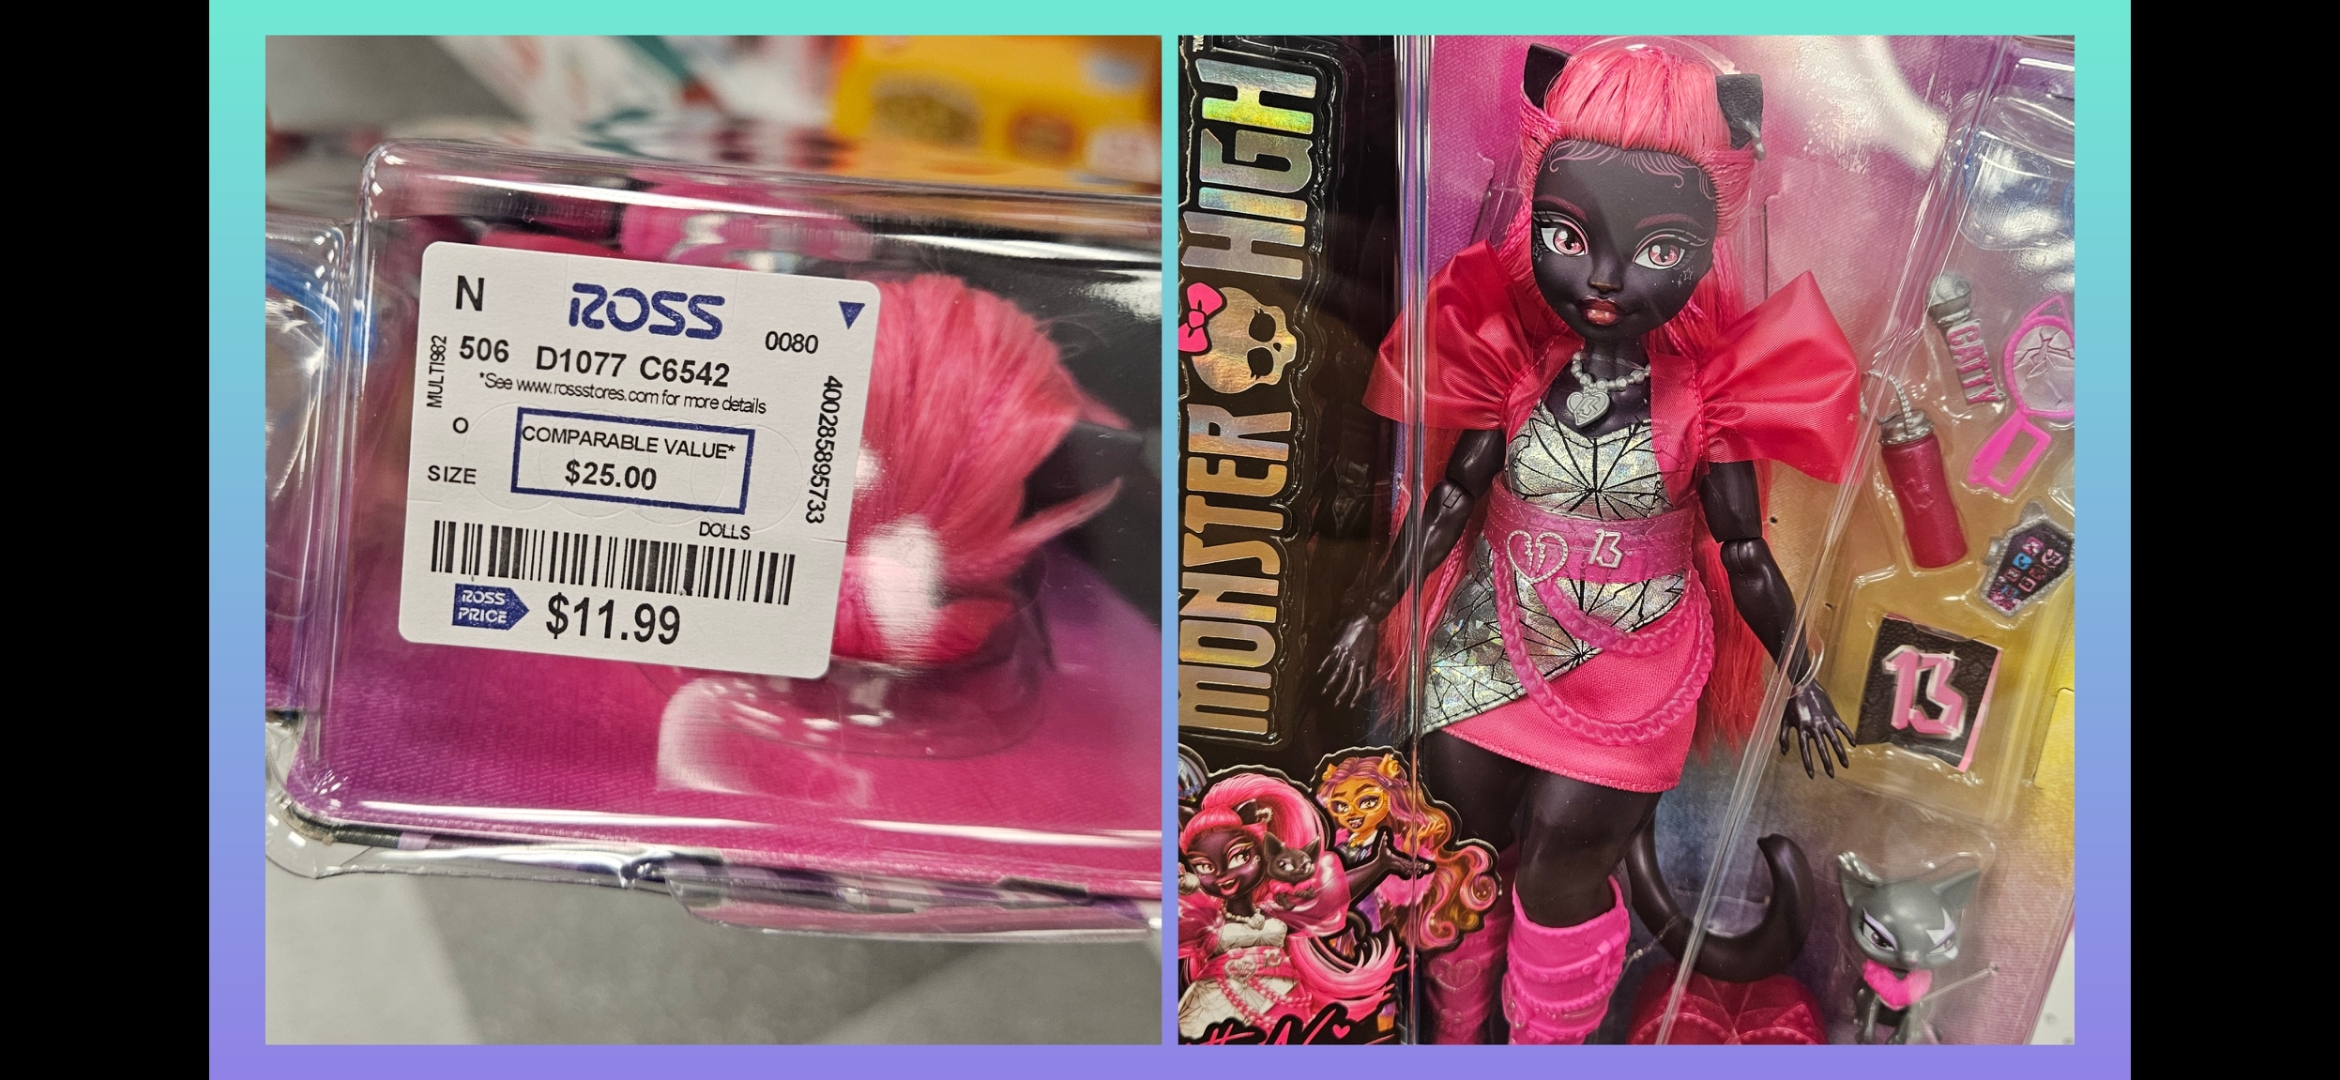 N
ROSS
0080
506 D1077 C6542
*See www.rossstores.com for more details
MULTI982
400285895733
O
COMPARABLE VALUE*
$25.00
SIZE
DOLLS
ROSS
PRICE
$11.99
MONSTER HIGH
CATTY
13
13
13